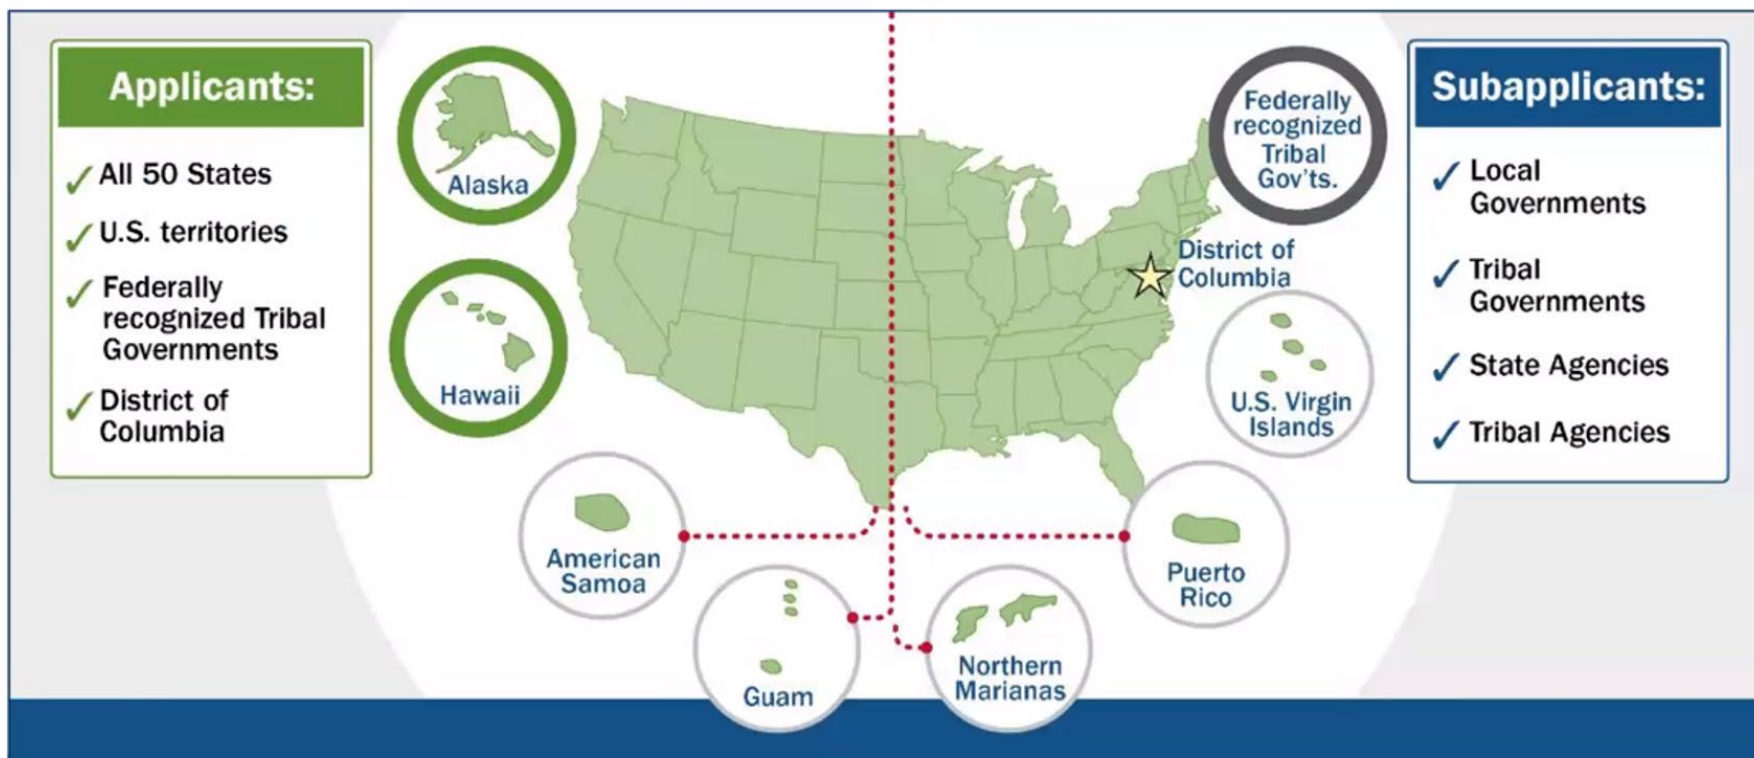 Applicants:
✓ All 50 States
✓ U.S. territories
✓ Federally
recognized Tribal
Governments
✓ District of
Columbia
Alaska
Hawaii
American
Samoa
Guam
Northern
Marianas
Puerto
Rico
U.S. Virgin
Islands
District of
Columbia
Federally
recognized
Tribal
Gov'ts.
Subapplicants:
✓ Local
Governments
✓ Tribal
Governments
✓ State Agencies
✓ Tribal Agencies